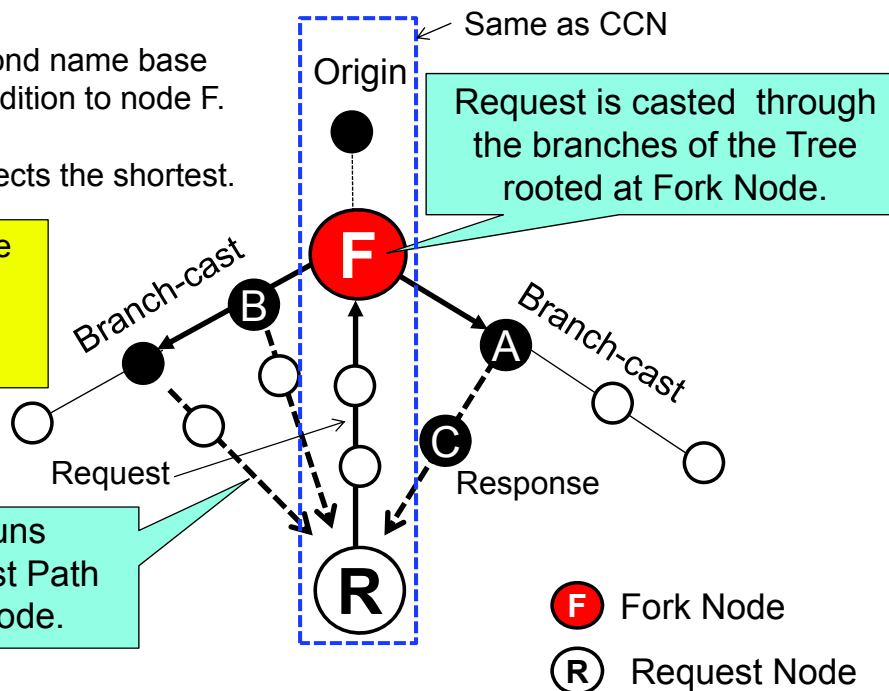 Same as CCN
ond name base
dition to node F.
ects the shortest.
Origin
Request is casted through
the branches of the Tree
rooted at Fork Node.
e
F
Branch-cast
B
Branch-cast
A
C
Request
Response
uns
st Path
ode.
R
F Fork Node
R Request Node